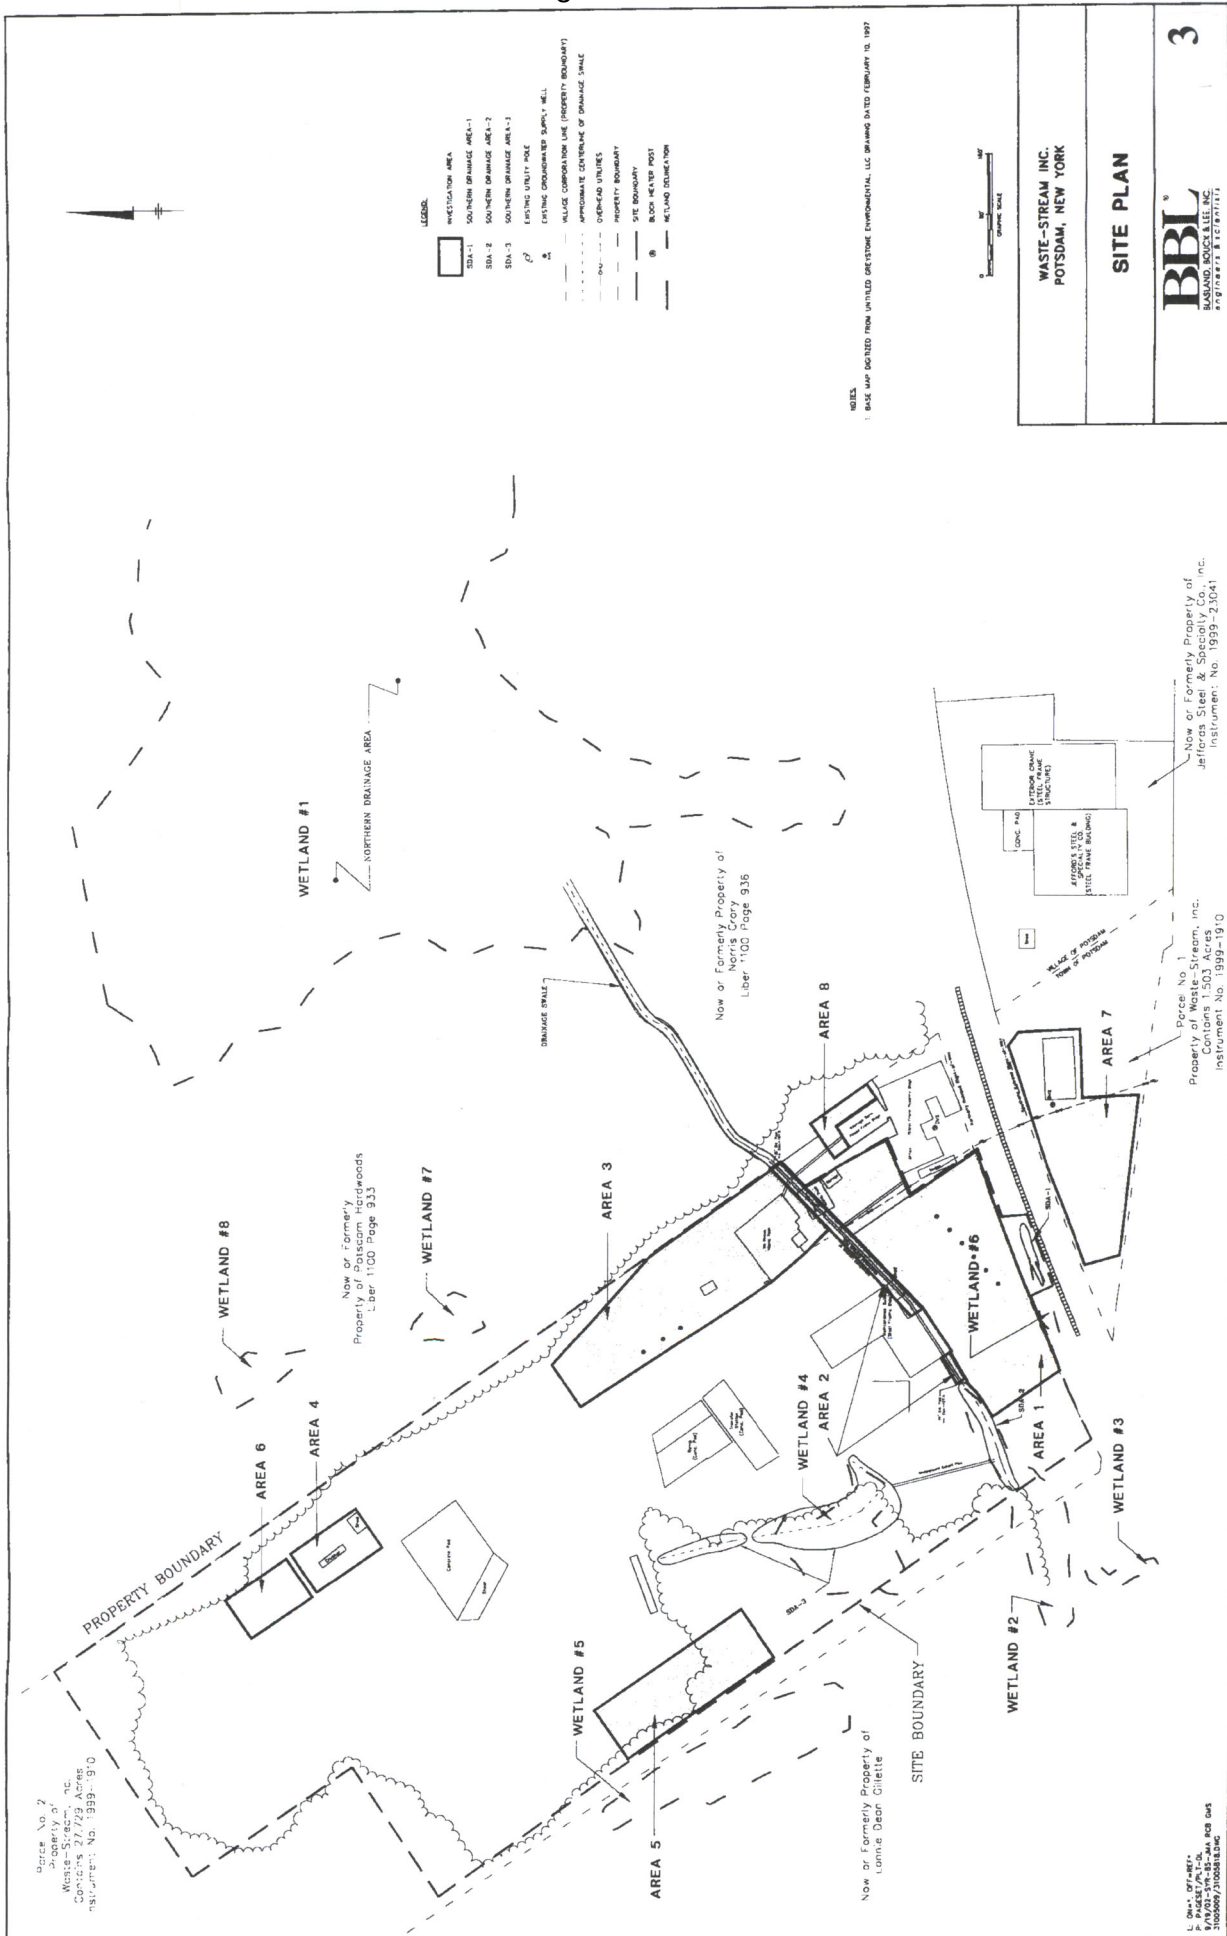 Property of
Waste-Stream, Inc.
Contains 27.729 Acres
Instrument No. 1999-1910
PROPERTY BOUNDARY
AREA 6
AREA 4
WETLAND #8
Now or Formerly
Property of Potsdam Hardwoods
Liber 1100 Page 933
WETLAND #7
WETLAND #1
NORTHERN DRAINAGE AREA
Concrete Pad
AREA 3
DRAINAGE SWALE
WETLAND #5
AREA 5
SDA-3
WETLAND #4
AREA 2
Now or Formerly Property of
Norris Crary
Liber 1100 Page 936
AREA 8
Now or Formerly Property of
Lonnie Dean Gillette
SITE BOUNDARY
WETLAND #6
SDA-2
SDA-1
WETLAND #2
AREA 1
WETLAND #3
AREA 7
VILLAGE OF POTSDAM
TOWN OF POTSDAM
Parcel No. 1
Property of Waste-Stream, Inc.
Contains 1.503 Acres
Instrument No. 1999-1910
CONC. PAD
EXTERIOR CRANE
(STEEL FRAME
STRUCTURE)
JEFFORD'S STEEL &
SPECIALTY CO.
(STEEL FRAME BUILDING)
Now or Formerly Property of
Jeffords Steel & Specialty Co., Inc.
Instrument No. 1999-23041
LEGEND:
INVESTIGATION AREA
SDA-1 SOUTHERN DRAINAGE AREA-1
SDA-2 SOUTHERN DRAINAGE AREA-2
SDA-3 SOUTHERN DRAINAGE AREA-3
EXISTING UTILITY POLE
EXISTING GROUNDWATER SUPPLY WELL
VILLAGE CORPORATION LINE (PROPERTY BOUNDARY)
APPROXIMATE CENTERLINE OF DRAINAGE SWALE
OVERHEAD UTILITIES
PROPERTY BOUNDARY
SITE BOUNDARY
BLOCK HEATER POST
WETLAND DELINEATION
NOTES:
1. BASE MAP DIGITIZED FROM UNTITLED GREYSTONE ENVIRONMENTAL, LLC DRAWING DATED FEBRUARY 10, 1997
GRAPHIC SCALE
WASTE-STREAM INC.
POTSDAM, NEW YORK
SITE PLAN
BBL
BLASLAND, BOUCK & LEE, INC.
engineers & scientists
3